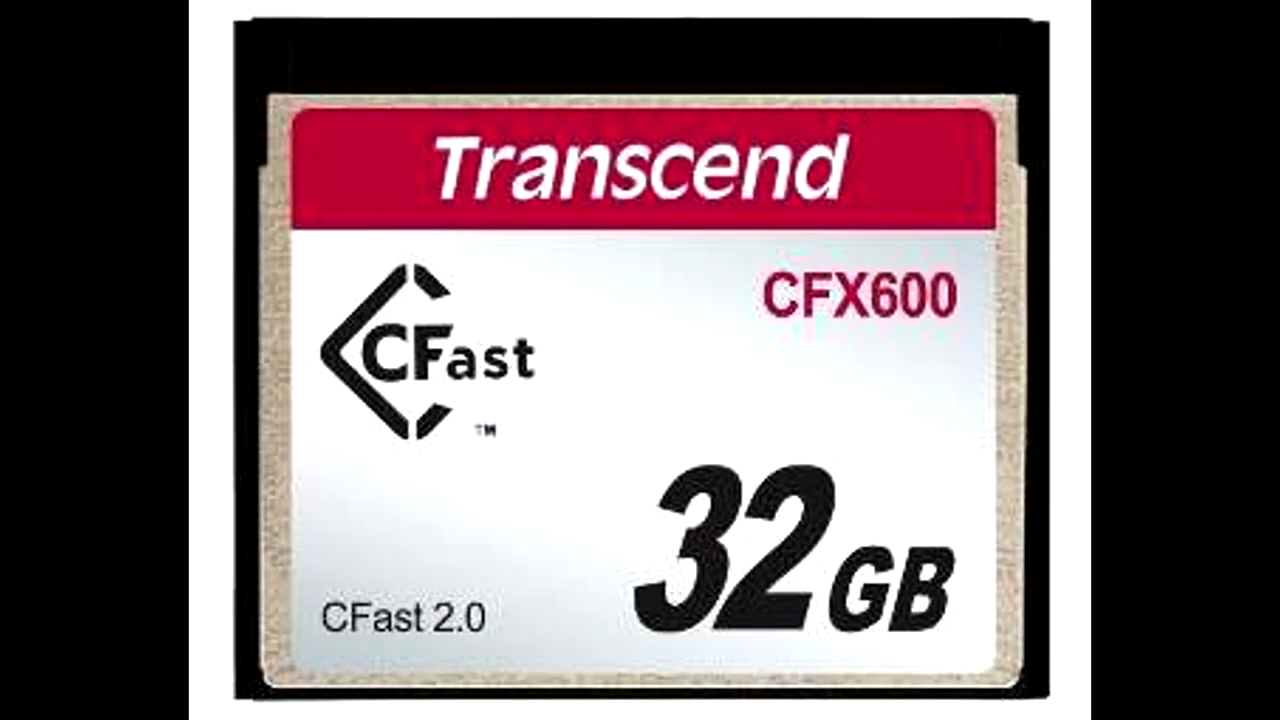 Transcend
CFX600
CFast
™
32GB
CFast 2.0